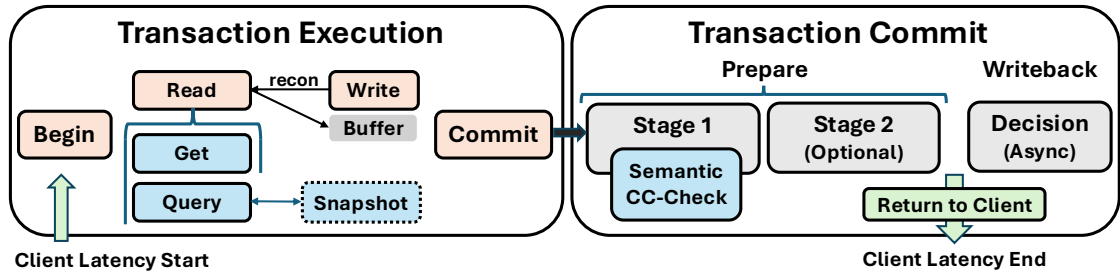 Transaction Execution
Begin
Read
recon
Write
Buffer
Get
Query
Snapshot
Commit
Client Latency Start
Transaction Commit
Prepare
Writeback
Stage 1
Semantic
CC-Check
Stage 2
(Optional)
Decision
(Async)
Return to Client
Client Latency End